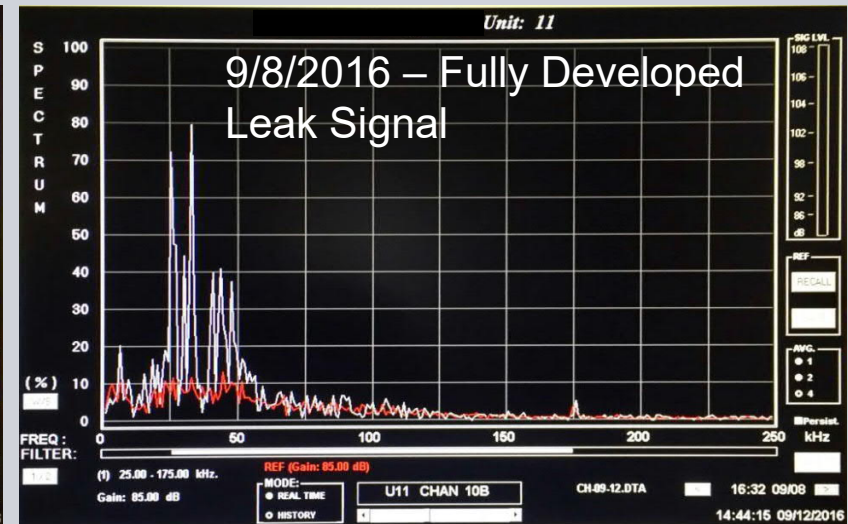 Unit: 11
SPECTRUM
9/8/2016 – Fully Developed
Leak Signal
100
90
80
70
60
50
40
30
20
10
0
(%)
0 50 100 150 200 250
kHz
FREQ:
FILTER:
SIG LVL.
108
106
104
102
98
92
86
dB
REF
RECALL
AVG.
1
2
4
Persist.
(1) 25.00 - 175.00 kHz.
Gain: 85.00 dB
REF (Gain: 85.00 dB)
MODE:
REAL TIME
HISTORY
U11 CHAN 10B
CH-09-12.DTA
16:32 09/08
14:44:15 09/12/2016